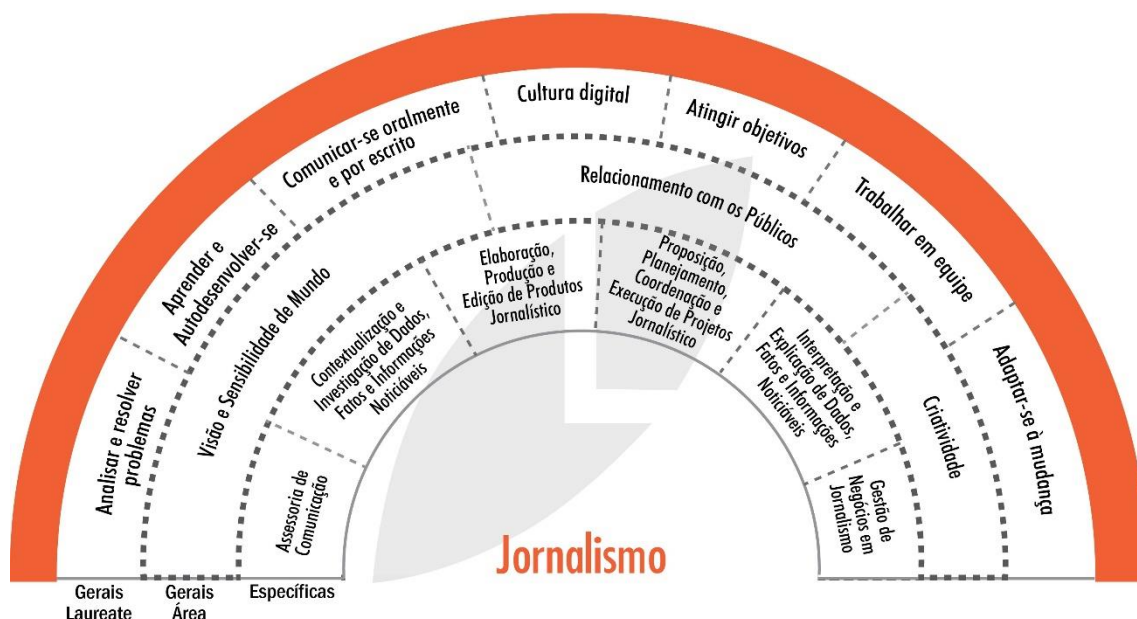 Analisar e resolver
problemas
Aprender e
Autodesenvolver-se
Comunicar-se oralmente
e por escrito
Cultura digital
Atingir objetivos
Trabalhar em equipe
Adaptar-se à mudança
Visão e Sensibilidade de Mundo
Relacionamento com os Públicos
Criatividade
Assessoria de
Comunicação
Contextualização e
Investigação de Dados,
Fatos e Informações
Noticiáveis
Elaboração,
Produção e
Edição de Produtos
Jornalístico
Proposição,
Planejamento,
Coordenação e
Execução de Projetos
Jornalístico
Interpretação e
Explicação de Dados,
Fatos e Informações
Noticiáveis
Gestão de
Negócios em
Jornalismo
Jornalismo
Gerais
Laureate
Gerais
Área
Específicas